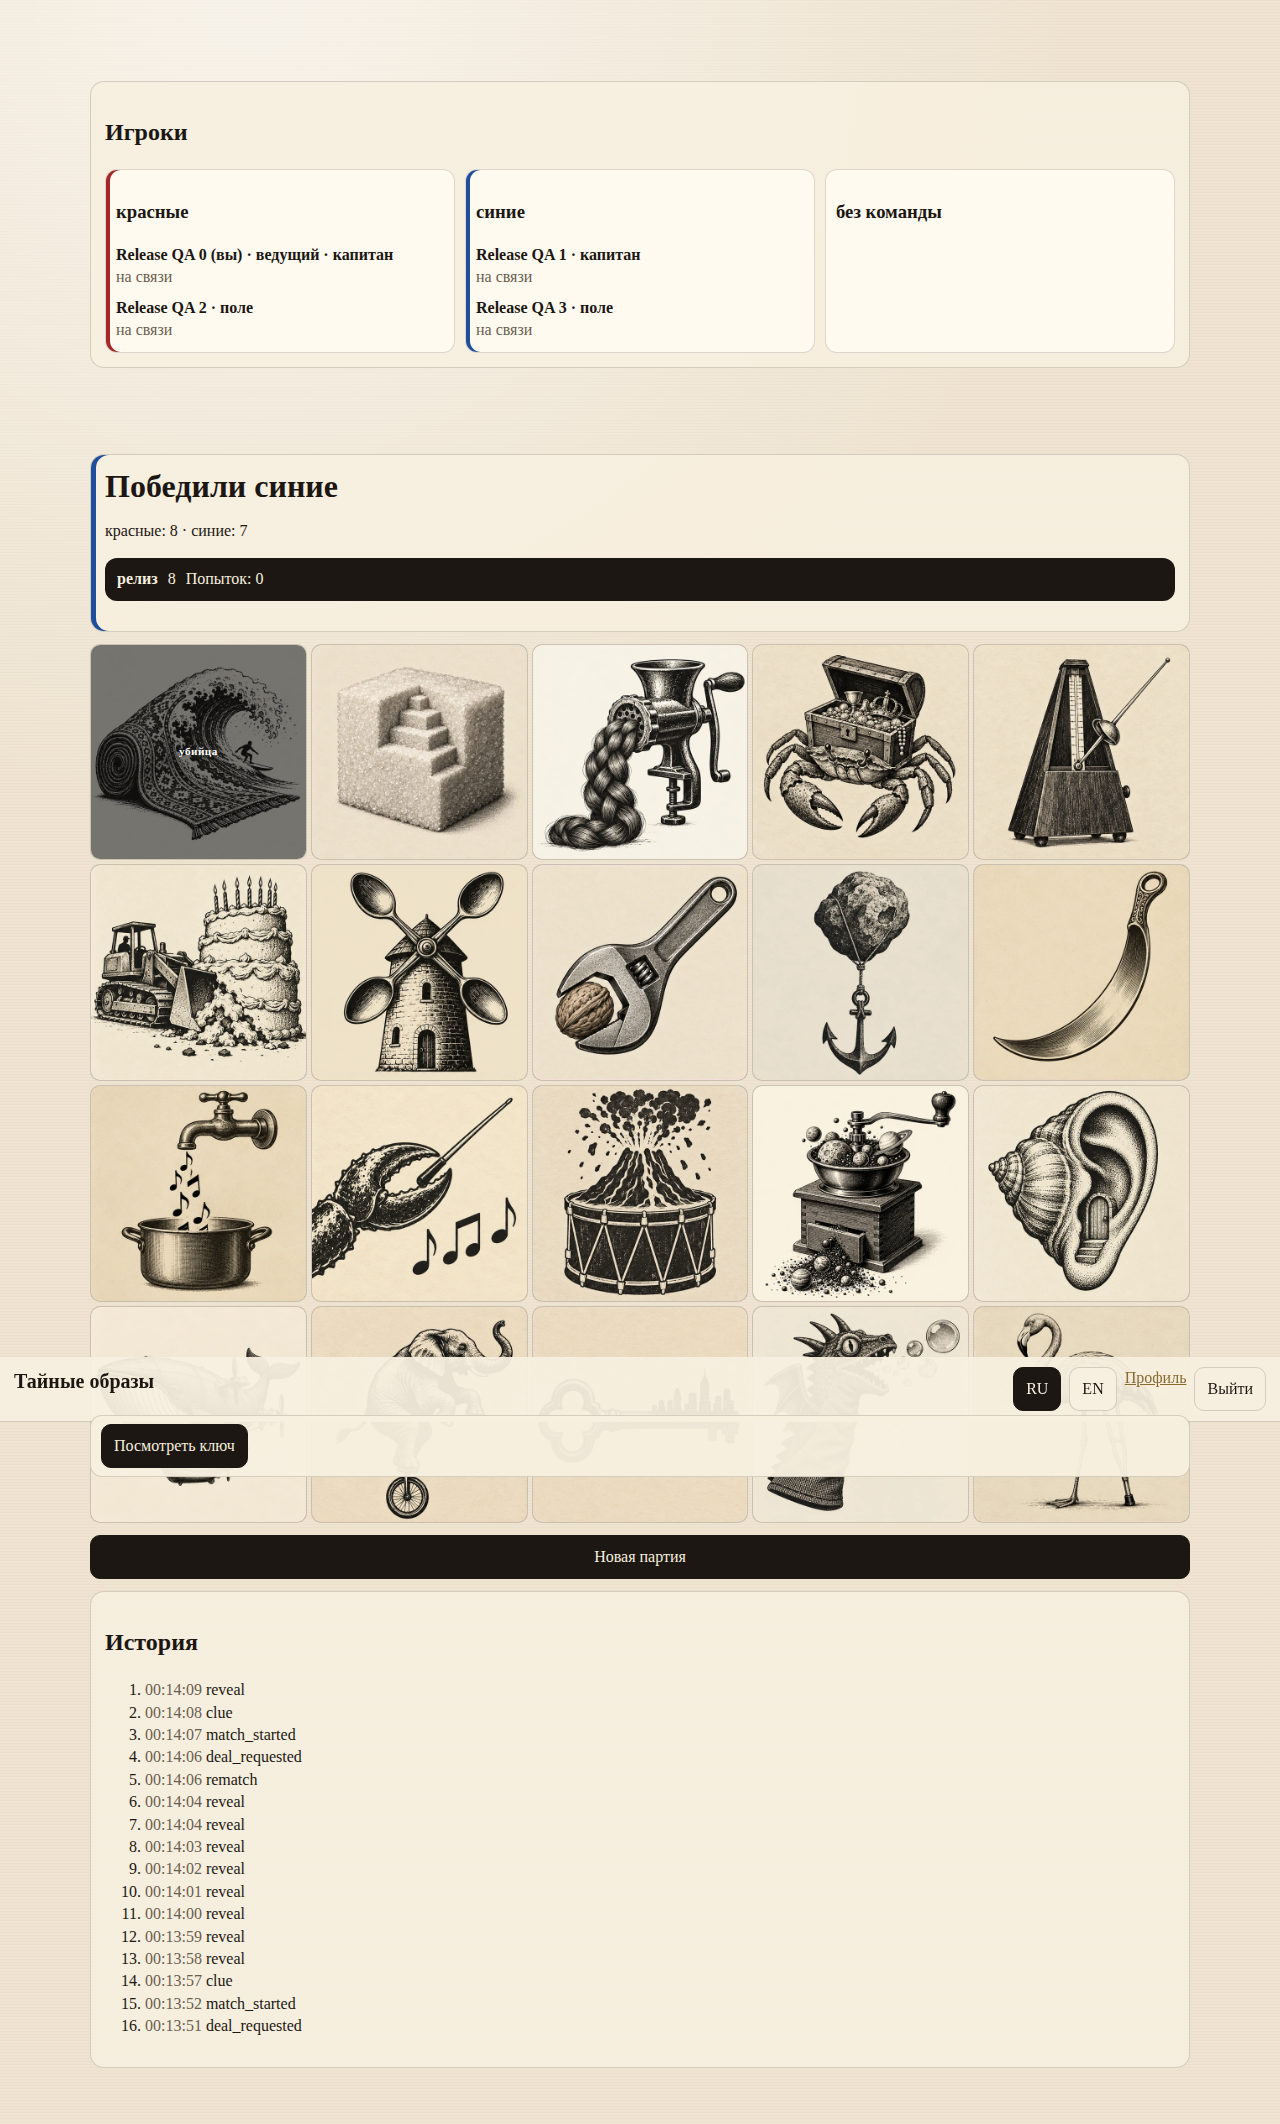 Игроки
красные
Release QA 0 (вы) · ведущий · капитан
на связи
Release QA 2 · поле
на связи
синие
Release QA 1 · капитан
на связи
Release QA 3 · поле
на связи
без команды
Победили синие
красные: 8 · синие: 7
релиз 8 Попыток: 0
убийца
Тайные образы
RU EN Профиль Выйти
Посмотреть ключ
Новая партия
История
1. 00:14:09 reveal
2. 00:14:08 clue
3. 00:14:07 match_started
4. 00:14:06 deal_requested
5. 00:14:06 rematch
6. 00:14:04 reveal
7. 00:14:04 reveal
8. 00:14:03 reveal
9. 00:14:02 reveal
10. 00:14:01 reveal
11. 00:14:00 reveal
12. 00:13:59 reveal
13. 00:13:58 reveal
14. 00:13:57 clue
15. 00:13:52 match_started
16. 00:13:51 deal_requested